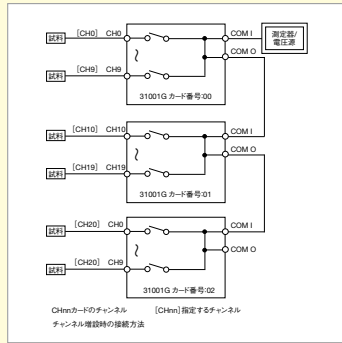 試料 [CH0] CH0 COM I 測定器/
電圧源
COM O
試料 [CH9] CH9
31001G カード番号:00
試料 [CH10] CH10 COM I
COM O
試料 [CH19] CH19
31001G カード番号:01
試料 [CH20] CH0 COM I
COM O
試料 [CH20] CH9
31001G カード番号:02
CHnnカードのチャンネル [CHnn]指定するチャンネル
チャンネル増設時の接続方法